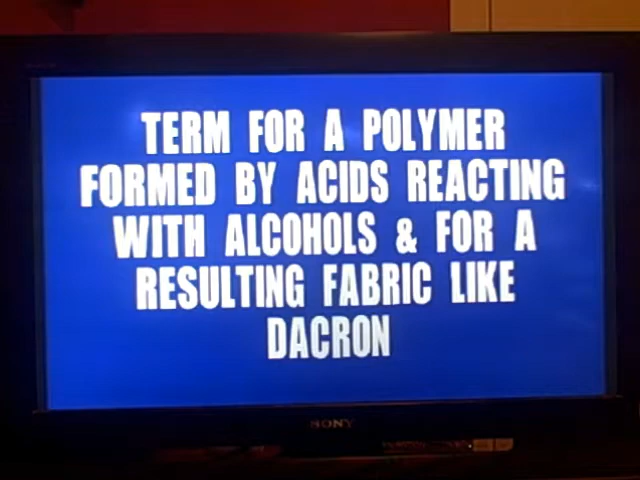 TERM FOR A POLYMER
FORMED BY ACIDS REACTING
WITH ALCOHOLS & FOR A
RESULTING FABRIC LIKE
DACRON
SONY